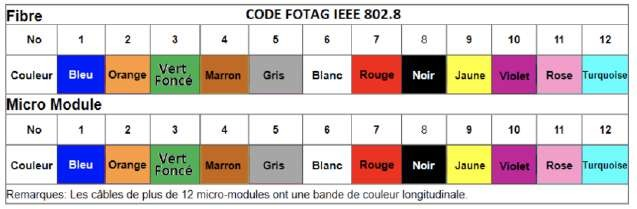 Fibre CODE FOTAG IEEE 802.8
No 1 2 3 4 5 6 7 8 9 10 11 12
Couleur Bleu Orange Vert Foncé Marron Gris Blanc Rouge Noir Jaune Violet Rose Turquoise
Micro Module
No 1 2 3 4 5 6 7 8 9 10 11 12
Couleur Bleu Orange Vert Foncé Marron Gris Blanc Rouge Noir Jaune Violet Rose Turquoise
Remarques: Les câbles de plus de 12 micro-modules ont une bande de couleur longitudinale.